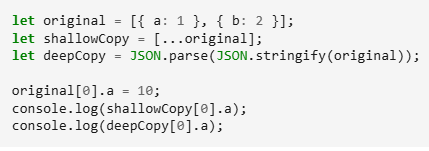 let original = [{ a: 1 }, { b: 2 }];
let shallowCopy = [...original];
let deepCopy = JSON.parse(JSON.stringify(original));

original[0].a = 10;
console.log(shallowCopy[0].a);
console.log(deepCopy[0].a);